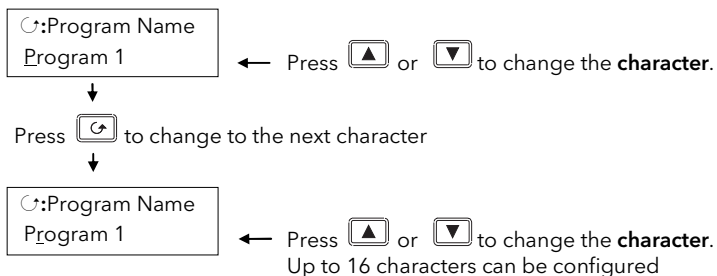 :Program Name
Program 1
Press ▲ or ▼ to change the character.
Press to change to the next character
:Program Name
Program 1
Press ▲ or ▼ to change the character.
Up to 16 characters can be configured